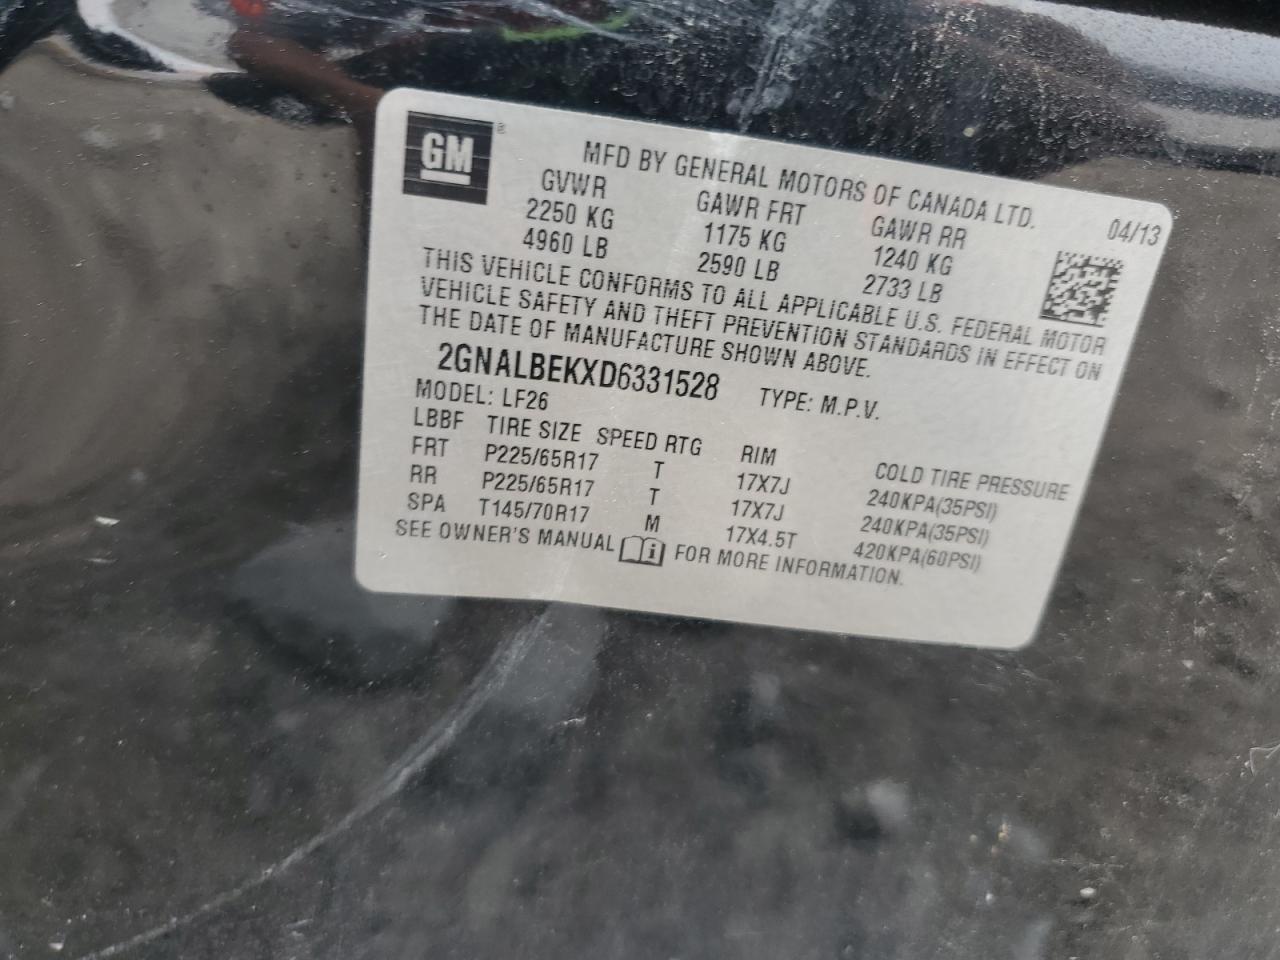 GM
MFD BY GENERAL MOTORS OF CANADA LTD.
04/13
GVWR GAWR FRT GAWR RR
2250 KG 1175 KG 1240 KG
4960 LB 2590 LB 2733 LB
THIS VEHICLE CONFORMS TO ALL APPLICABLE U.S. FEDERAL MOTOR
VEHICLE SAFETY AND THEFT PREVENTION STANDARDS IN EFFECT ON
THE DATE OF MANUFACTURE SHOWN ABOVE.
2GNALBEKXD6331528 TYPE: M.P.V.
MODEL: LF26
LBBF TIRE SIZE SPEED RTG RIM COLD TIRE PRESSURE
FRT P225/65R17 T 17X7J 240KPA(35PSI)
RR P225/65R17 T 17X7J 240KPA(35PSI)
SPA T145/70R17 M 17X4.5T 420KPA(60PSI)
SEE OWNER'S MANUAL FOR MORE INFORMATION.